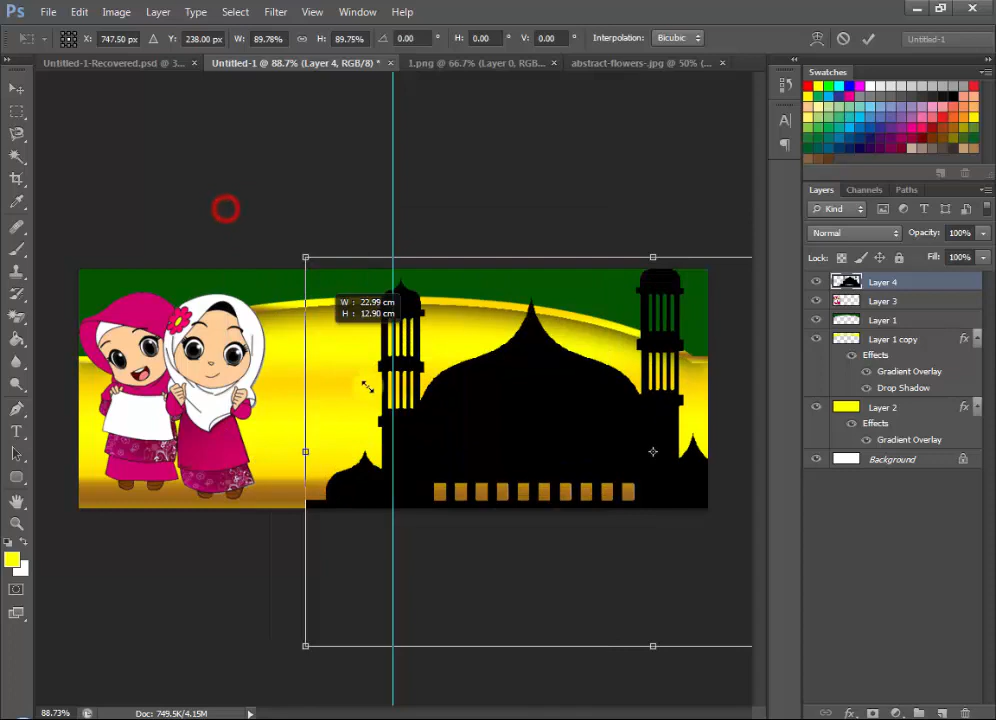 Ps File Edit Image Layer Type Select Filter View Window Help
X: 747.50 px Y: 238.00 px W: 89.78% H: 89.75% 0.00 ° H: 0.00 ° V: 0.00 ° Interpolation: Bicubic Untitled-1
Untitled-1-Recovered.psd @ 3... × Untitled-1 @ 88.7% (Layer 4, RGB/8) * × 1.png @ 66.7% (Layer 0, RGB/... × abstract-flowers-.jpg @ 50% (... ×
Swatches
Layers Channels Paths
Kind
Normal Opacity: 100%
Lock: Fill: 100%
Layer 4
Layer 3
Layer 1
Layer 1 copy fx
Effects
Gradient Overlay
Drop Shadow
Layer 2 fx
Effects
Gradient Overlay
Background
W : 22.99 cm
H : 12.90 cm
88.73% Doc: 749.5K/4.15M